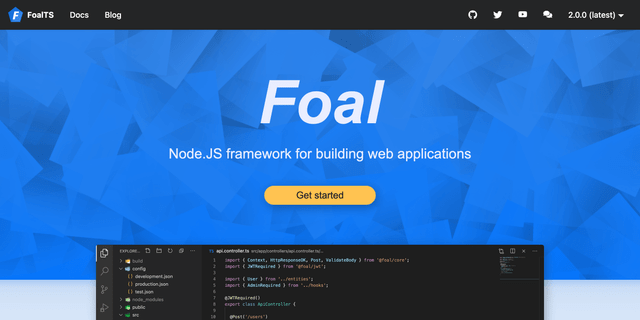 FoalTS Docs Blog 2.0.0 (latest)
Foal
Node.JS framework for building web applications
Get started
EXPLORE...
api.controller.ts src/app/controllers/api.controller.ts/...
build
config
development.json
production.json
test.json
node_modules
public
src
1 import { Context, HttpResponseOK, Post, ValidateBody } from '@foal/core';
2 import { JWTRequired } from '@foal/jwt';
3
4 import { User } from '../entities';
5 import { AdminRequired } from '../hooks';
6
7 @JWTRequired()
8 export class ApiController {
9
10 @Post('/users')